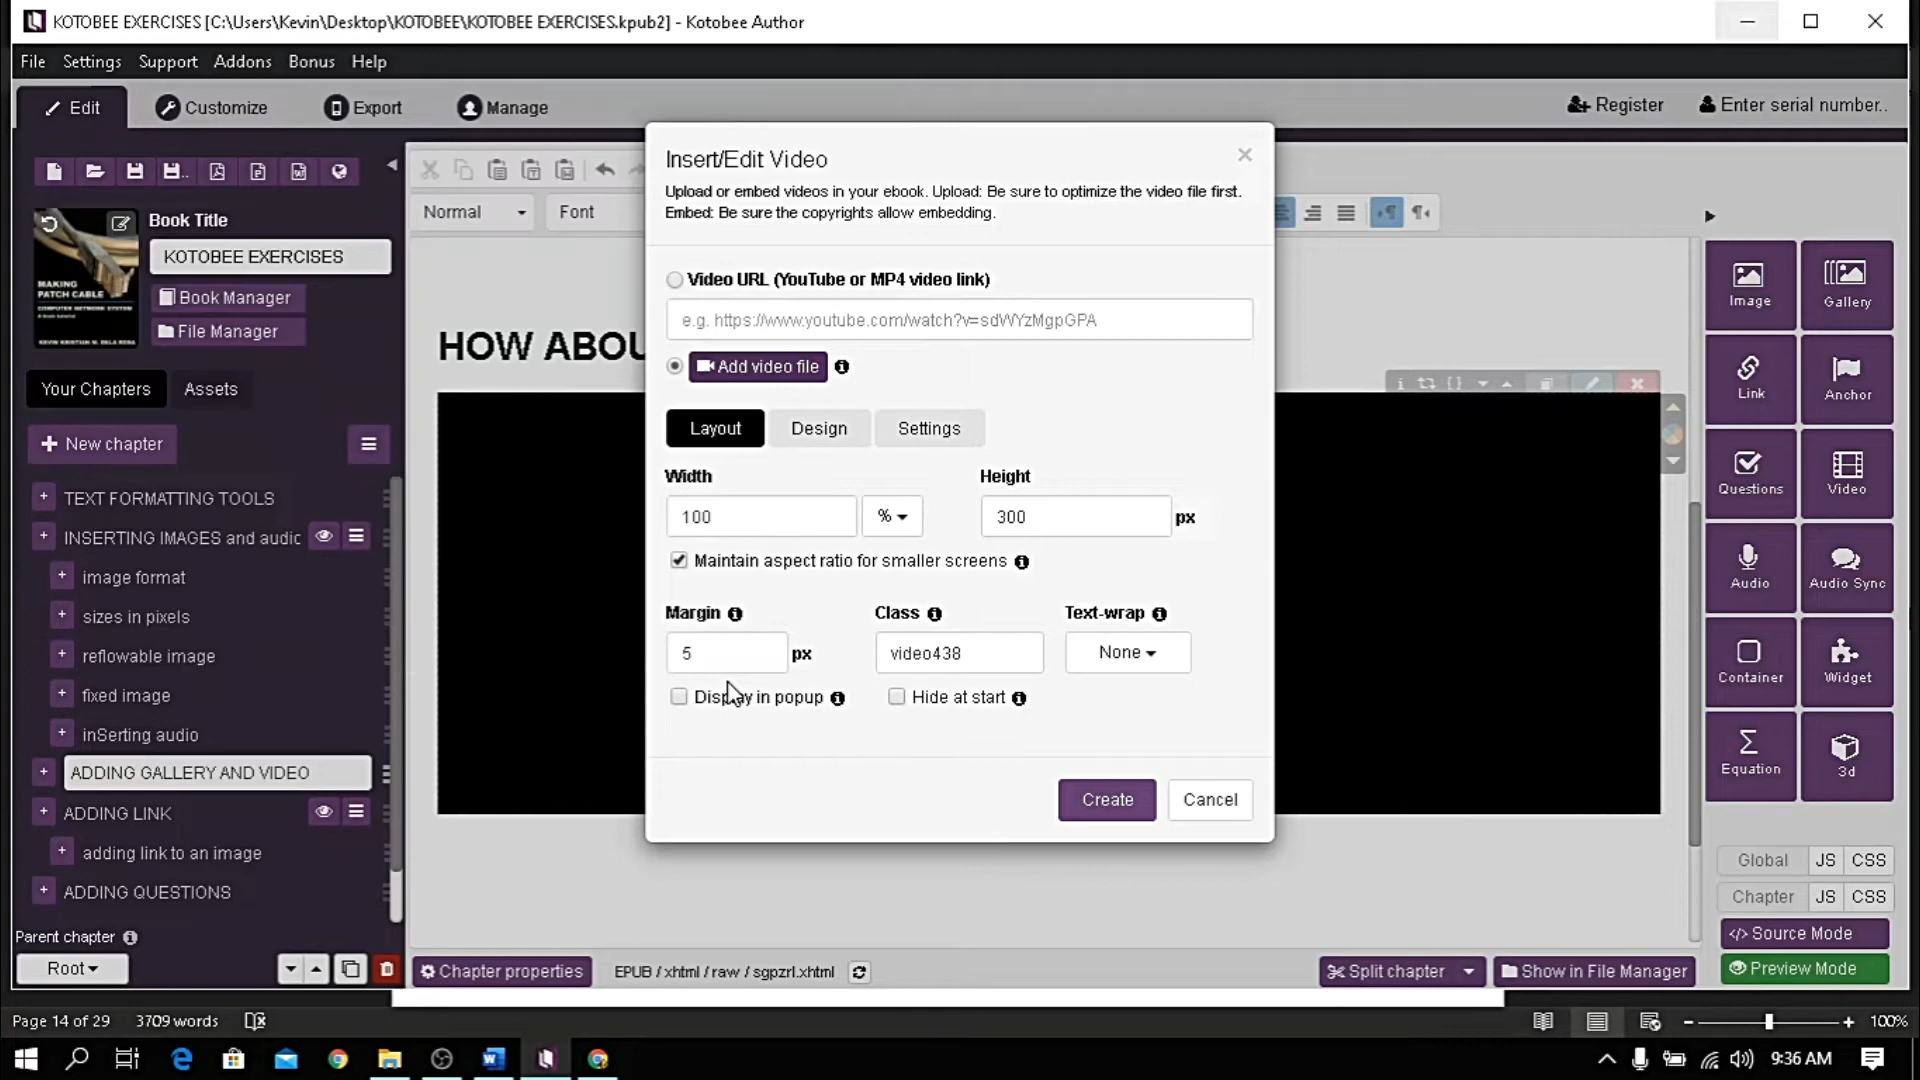 KOTOBEE EXERCISES [C:\Users\Kevin\Desktop\KOTOBEE\KOTOBEE EXERCISES.kpub2] - Kotobee Author
File Settings Support Addons Bonus Help
Edit Customize Export Manage Register Enter serial number..
Book Title
KOTOBEE EXERCISES
Book Manager
File Manager
MAKING
PATCH CABLE
COMPUTER NETWORK SYSTEM
Your Chapters Assets
New chapter
TEXT FORMATTING TOOLS
INSERTING IMAGES and audic
image format
sizes in pixels
reflowable image
fixed image
inSerting audio
ADDING GALLERY AND VIDEO
ADDING LINK
adding link to an image
ADDING QUESTIONS
Parent chapter
Root
Normal Font
HOW ABOU
Insert/Edit Video
Upload or embed videos in your ebook. Upload: Be sure to optimize the video file first.
Embed: Be sure the copyrights allow embedding.
Video URL (YouTube or MP4 video link)
e.g. https://www.youtube.com/watch?v=sdWYzMgpGPA
Add video file
Layout Design Settings
Width Height
100 % 300 px
Maintain aspect ratio for smaller screens
Margin Class Text-wrap
5 px video438 None
Display in popup Hide at start
Create Cancel
Image Gallery
Link Anchor
Questions Video
Audio Audio Sync
Container Widget
Equation 3d
Global JS CSS
Chapter JS CSS
</> Source Mode
Preview Mode
Chapter properties EPUB / xhtml / raw / sgpzrl.xhtml Split chapter Show in File Manager
Page 14 of 29 3709 words 100%
9:36 AM